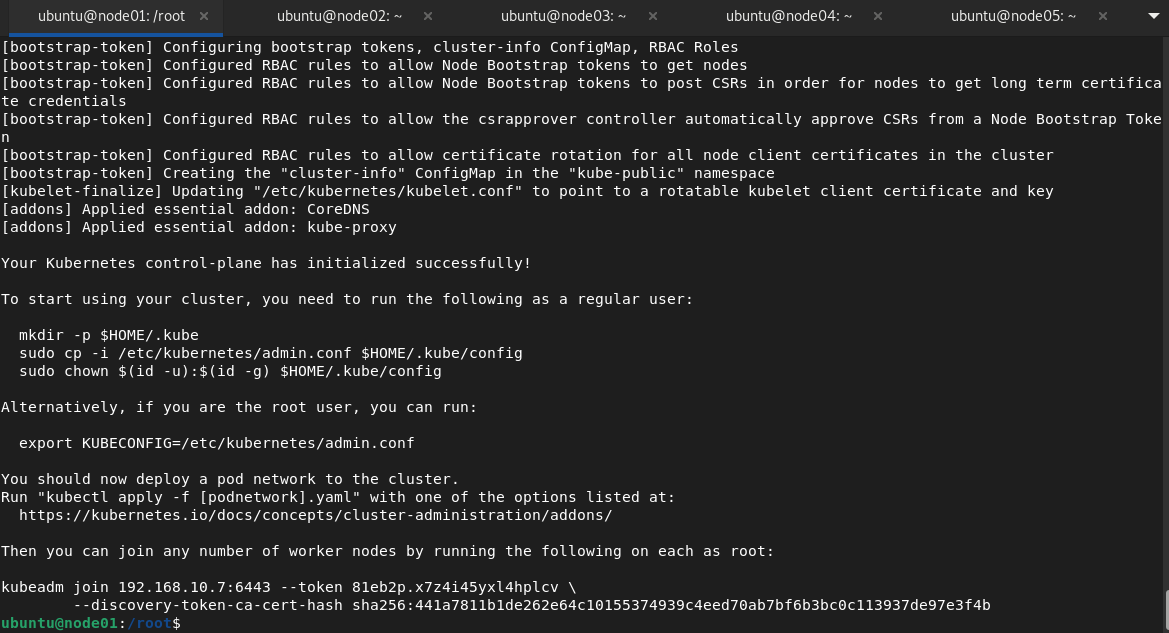 ubuntu@node01: /root × ubuntu@node02: ~ × ubuntu@node03: ~ × ubuntu@node04: ~ × ubuntu@node05: ~ ×
[bootstrap-token] Configuring bootstrap tokens, cluster-info ConfigMap, RBAC Roles
[bootstrap-token] Configured RBAC rules to allow Node Bootstrap tokens to get nodes
[bootstrap-token] Configured RBAC rules to allow Node Bootstrap tokens to post CSRs in order for nodes to get long term certifica
te credentials
[bootstrap-token] Configured RBAC rules to allow the csrapprover controller automatically approve CSRs from a Node Bootstrap Toke
n
[bootstrap-token] Configured RBAC rules to allow certificate rotation for all node client certificates in the cluster
[bootstrap-token] Creating the "cluster-info" ConfigMap in the "kube-public" namespace
[kubelet-finalize] Updating "/etc/kubernetes/kubelet.conf" to point to a rotatable kubelet client certificate and key
[addons] Applied essential addon: CoreDNS
[addons] Applied essential addon: kube-proxy

Your Kubernetes control-plane has initialized successfully!

To start using your cluster, you need to run the following as a regular user:

  mkdir -p $HOME/.kube
  sudo cp -i /etc/kubernetes/admin.conf $HOME/.kube/config
  sudo chown $(id -u):$(id -g) $HOME/.kube/config

Alternatively, if you are the root user, you can run:

  export KUBECONFIG=/etc/kubernetes/admin.conf

You should now deploy a pod network to the cluster.
Run "kubectl apply -f [podnetwork].yaml" with one of the options listed at:
  https://kubernetes.io/docs/concepts/cluster-administration/addons/

Then you can join any number of worker nodes by running the following on each as root:

kubeadm join 192.168.10.7:6443 --token 81eb2p.x7z4i45yxl4hplcv \
        --discovery-token-ca-cert-hash sha256:441a7811b1de262e64c10155374939c4eed70ab7bf6b3bc0c113937de97e3f4b
ubuntu@node01:/root$